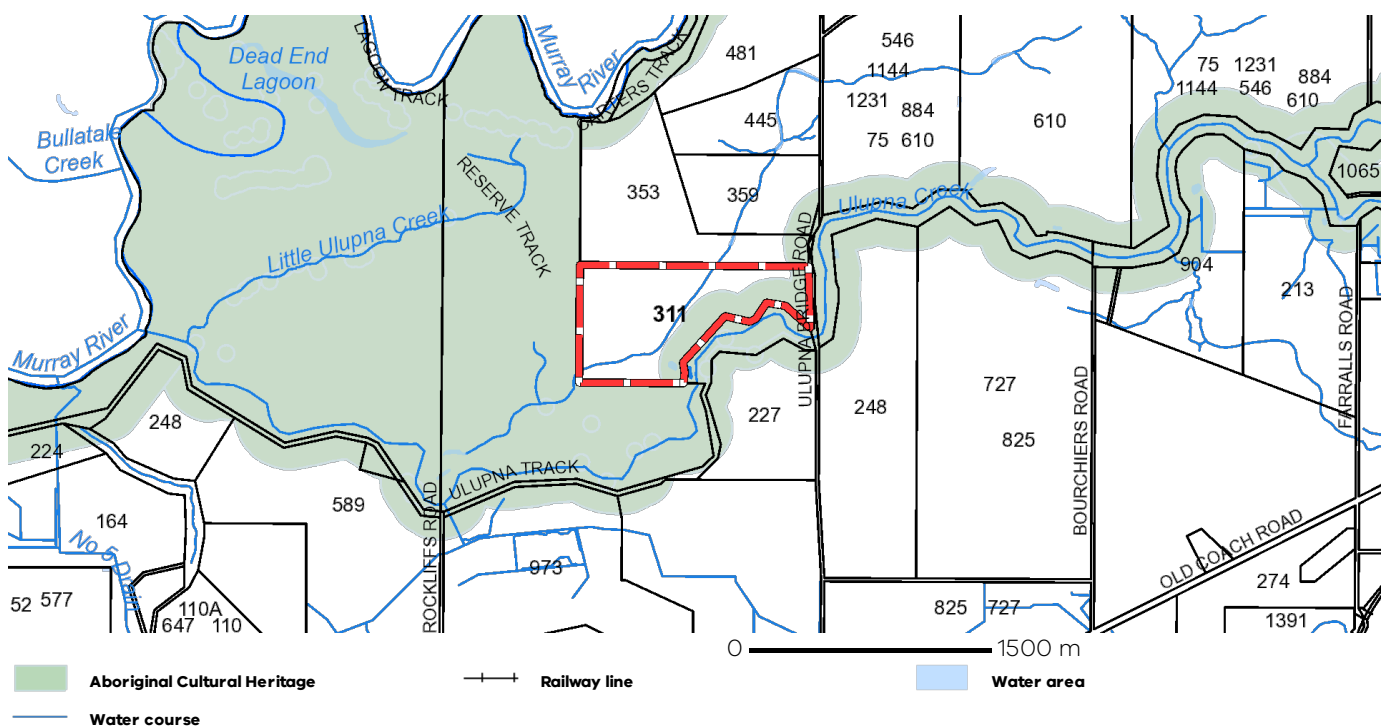 Dead End
Lagoon
LAGOON TRACK
Murray
River
CARTERS TRACK
481
546
1144
75 1231
1144 546
884
610
1231
884
75 610
445
610
Bullatale
Creek
RESERVE TRACK
353
359
1065
Ulupna Creek
Little Ulupna Creek
904
213
311
ULUPNA BRIDGE ROAD
Murray River
FARRALLS ROAD
727
248
227
248
825
224
ULUPNA TRACK
BOURCHIERS ROAD
589
ROCKLIFFS ROAD
164
No 5 Drain
OLD COACH ROAD
973
274
52 577
110A
647 110
825 727
1391
0 1500 m
Aboriginal Cultural Heritage
Railway line
Water area
Water course